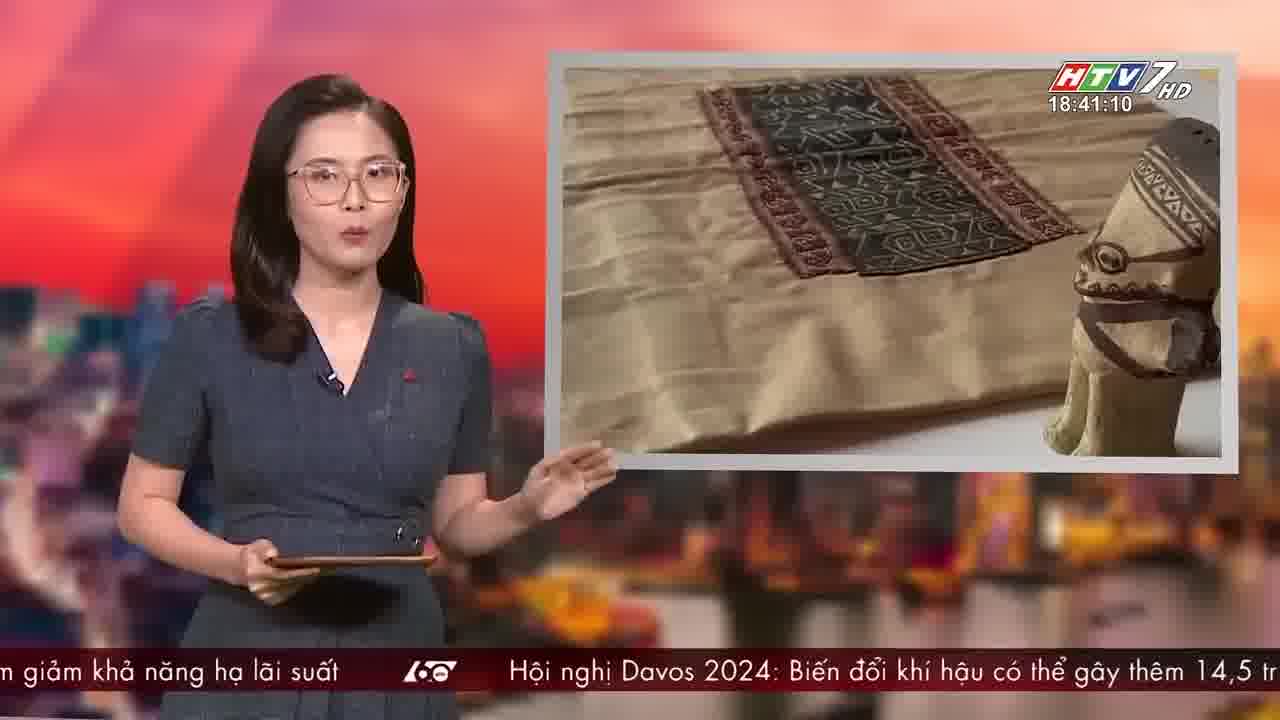 HTV7 HD
18:41:10
m giảm khả năng hạ lãi suất 60 Hội nghị Davos 2024: Biến đổi khí hậu có thể gây thêm 14,5 tr